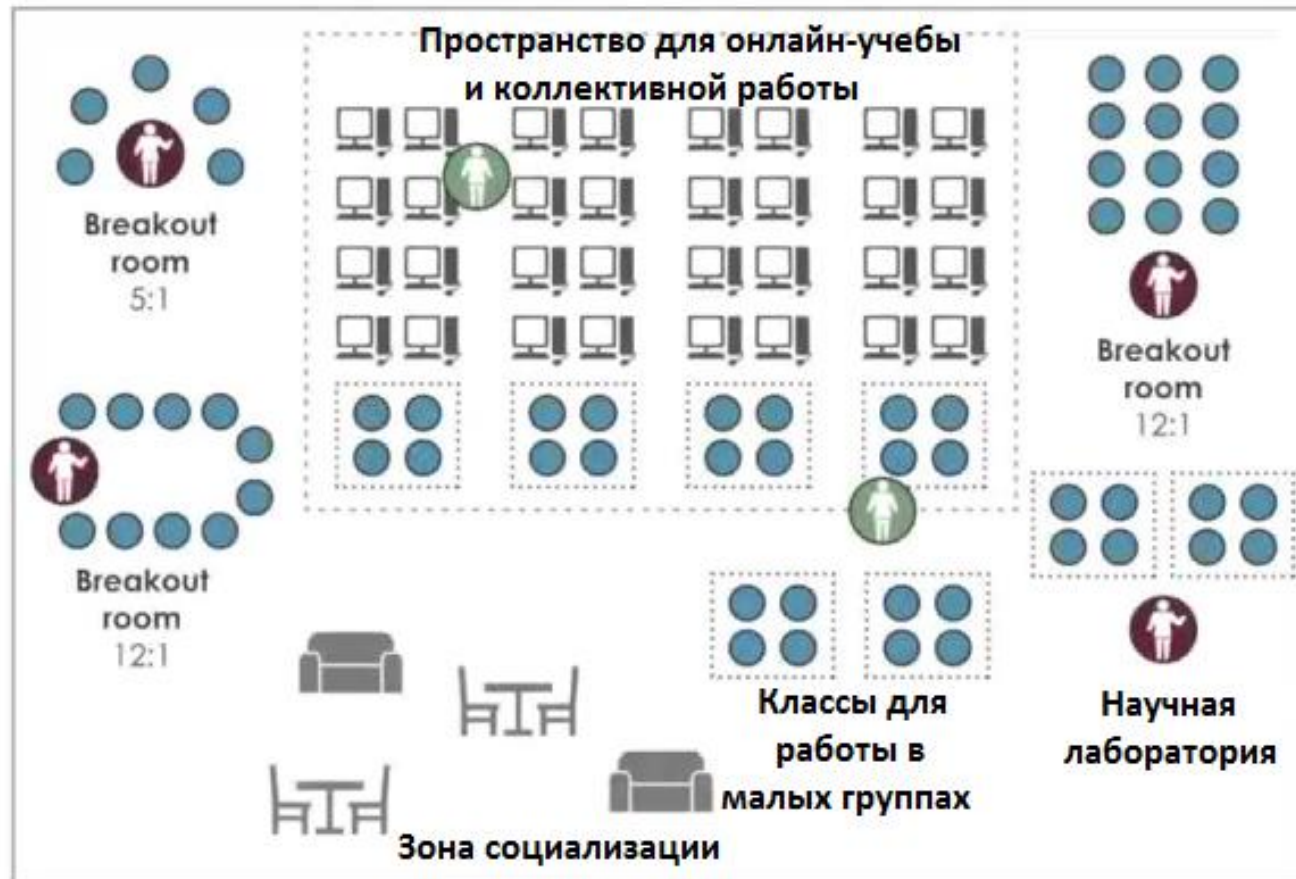 Пространство для онлайн-учебы
и коллективной работы
Breakout
room
5:1
Breakout
room
12:1
Breakout
room
12:1
Классы для
работы в
малых группах
Научная
лаборатория
Зона социализации